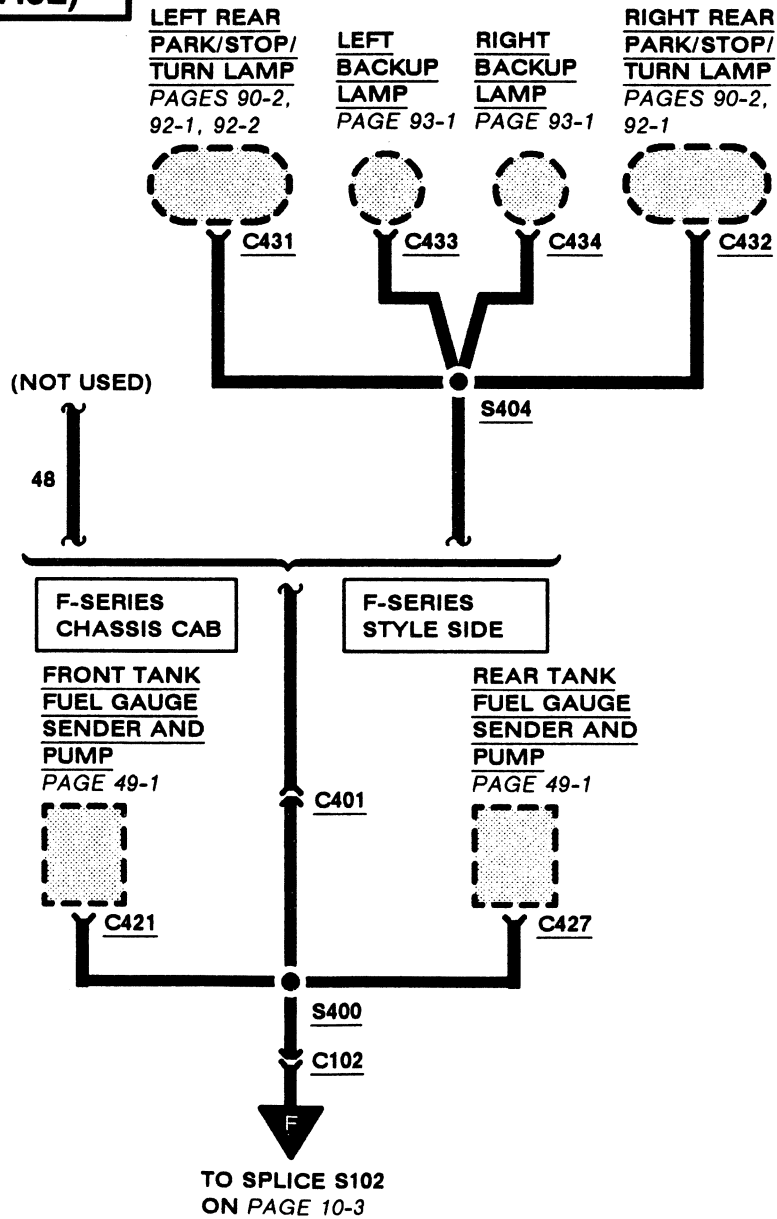 LEFT REAR
PARK/STOP/
TURN LAMP
PAGES 90-2,
92-1, 92-2
LEFT
BACKUP
LAMP
PAGE 93-1
RIGHT
BACKUP
LAMP
PAGE 93-1
RIGHT REAR
PARK/STOP/
TURN LAMP
PAGES 90-2,
92-1
C431
C433
C434
C432
(NOT USED)
S404
48
F-SERIES
CHASSIS CAB
F-SERIES
STYLE SIDE
FRONT TANK
FUEL GAUGE
SENDER AND
PUMP
PAGE 49-1
REAR TANK
FUEL GAUGE
SENDER AND
PUMP
PAGE 49-1
C401
C421
C427
S400
C102
F
TO SPLICE S102
ON PAGE 10-3